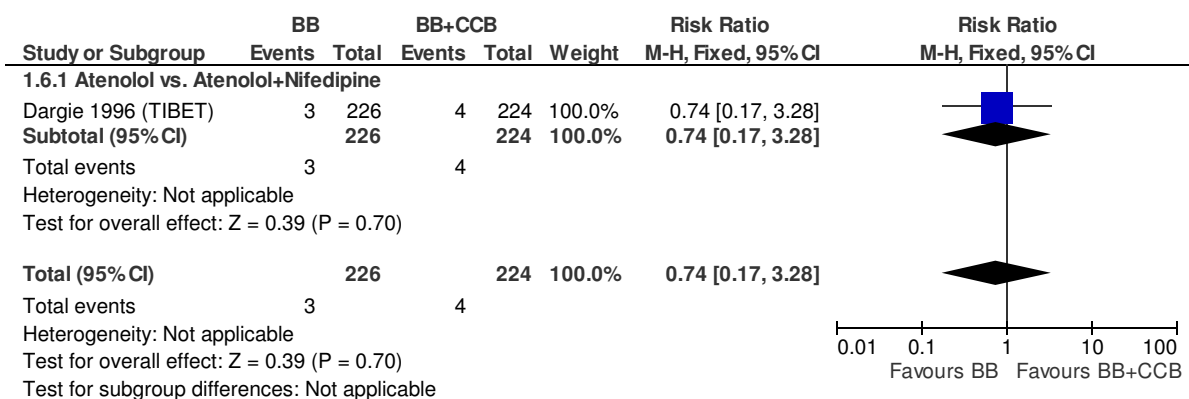 BB BB+CCB Risk Ratio Risk Ratio
Study or Subgroup Events Total Events Total Weight M-H, Fixed, 95% CI M-H, Fixed, 95% CI
1.6.1 Atenolol vs. Atenolol+Nifedipine
Dargie 1996 (TIBET) 3 226 4 224 100.0% 0.74 [0.17, 3.28]
Subtotal (95% CI) 226 224 100.0% 0.74 [0.17, 3.28]
Total events 3 4
Heterogeneity: Not applicable
Test for overall effect: Z = 0.39 (P = 0.70)
Total (95% CI) 226 224 100.0% 0.74 [0.17, 3.28]
Total events 3 4
Heterogeneity: Not applicable
Test for overall effect: Z = 0.39 (P = 0.70)
Test for subgroup differences: Not applicable
0.01 0.1 1 10 100
Favours BB Favours BB+CCB